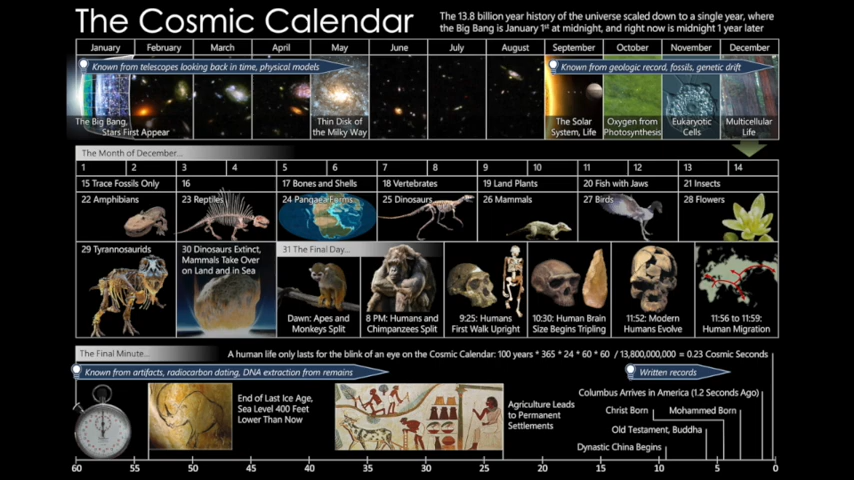 The Cosmic Calendar
The 13.8 billion year history of the universe scaled down to a single year, where
the Big Bang is January 1st at midnight, and right now is midnight 1 year later
January February March April May June July August September October November December
Known from telescopes looking back in time, physical models
Known from geologic record, fossils, genetic drift
The Big Bang,
Stars First Appear
Thin Disk of
the Milky Way
The Solar
System, Life
Oxygen from
Photosynthesis
Eukaryotic
Cells
Multicellular
Life
The Month of December...
1 2 3 4 5 6 7 8 9 10 11 12 13 14
15 Trace Fossils Only 16 17 Bones and Shells 18 Vertebrates 19 Land Plants 20 Fish with Jaws 21 Insects
22 Amphibians 23 Reptiles 24 Pangaea Forms 25 Dinosaurs 26 Mammals 27 Birds 28 Flowers
29 Tyrannosaurids
30 Dinosaurs Extinct,
Mammals Take Over
on Land and in Sea
31 The Final Day...
Dawn: Apes and
Monkeys Split
8 PM: Humans and
Chimpanzees Split
9:25: Humans
First Walk Upright
10:30: Human Brain
Size Begins Tripling
11:52: Modern
Humans Evolve
11:56 to 11:59:
Human Migration
The Final Minute...
A human life only lasts for the blink of an eye on the Cosmic Calendar: 100 years * 365 * 24 * 60 * 60 / 13,800,000,000 = 0.23 Cosmic Seconds
Known from artifacts, radiocarbon dating, DNA extraction from remains
Written records
End of Last Ice Age,
Sea Level 400 Feet
Lower Than Now
Agriculture Leads
to Permanent
Settlements
Columbus Arrives in America (1.2 Seconds Ago)
Christ Born
Mohammed Born
Old Testament, Buddha
Dynastic China Begins
60 55 50 45 40 35 30 25 20 15 10 5 0